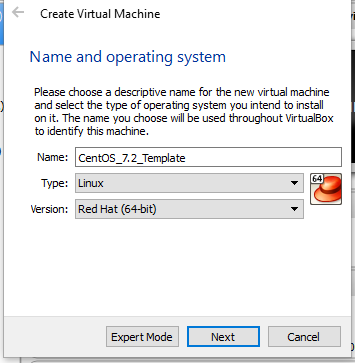 Create Virtual Machine
Name and operating system
Please choose a descriptive name for the new virtual machine
and select the type of operating system you intend to install
on it. The name you choose will be used throughout VirtualBox
to identify this machine.
Name: CentOS_7.2_Template
Type: Linux
64
Version: Red Hat (64-bit)
Expert Mode Next Cancel